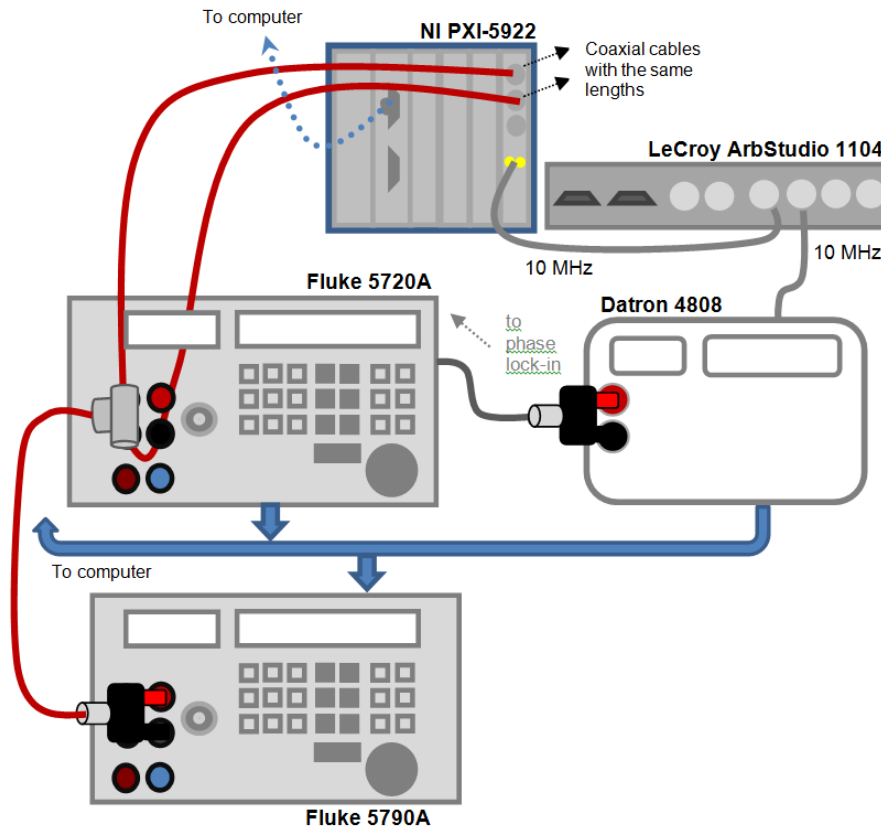 To computer
NI PXI-5922
Coaxial cables
with the same
lengths
LeCroy ArbStudio 1104
10 MHz
10 MHz
Fluke 5720A
Datron 4808
to
phase
lock-in
To computer
Fluke 5790A